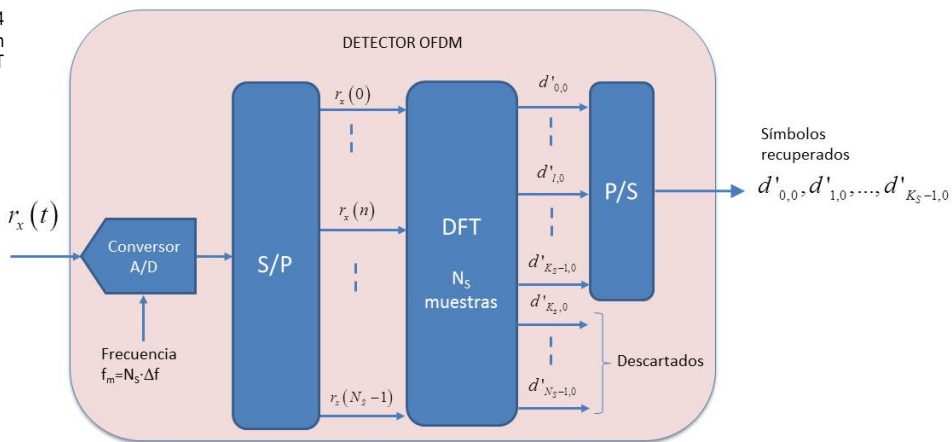 4
n
T
DETECTOR OFDM
r_x(t)
Conversor
A/D
Frecuencia
f_m=N_S·Δf
S/P
r_x(0)
r_x(n)
r_x(N_S-1)
DFT
N_S
muestras
d'_{0,0}
d'_{l,0}
d'_{K_S-1,0}
d'_{K_S,0}
d'_{N_S-1,0}
P/S
Descartados
Símbolos
recuperados
d'_{0,0}, d'_{1,0}, ..., d'_{K_S-1,0}